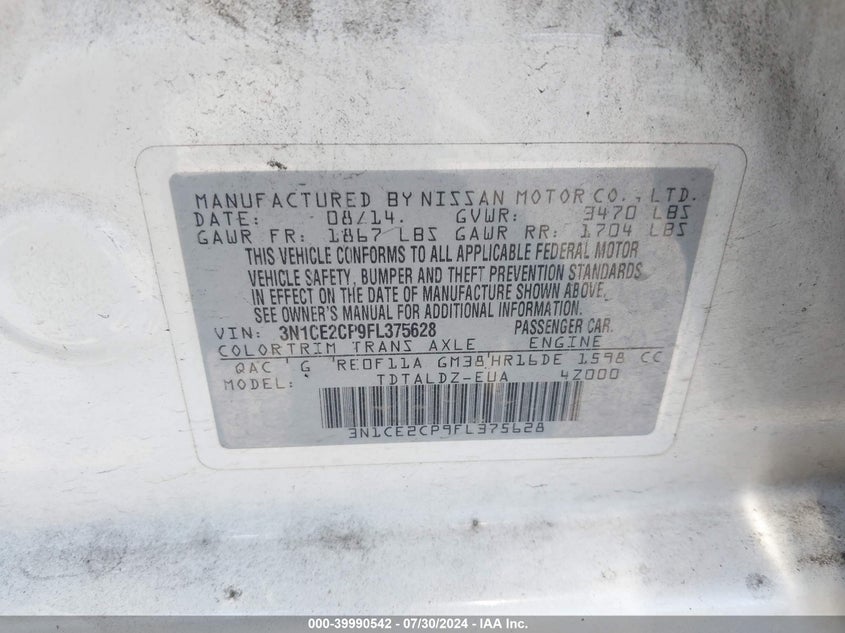 MANUFACTURED BY NISSAN MOTOR CO., LTD.
DATE: 08/14. GVWR: 3470 LBS
GAWR FR: 1867 LBS GAWR RR: 1704 LBS
THIS VEHICLE CONFORMS TO ALL APPLICABLE FEDERAL MOTOR
VEHICLE SAFETY, BUMPER AND THEFT PREVENTION STANDARDS
IN EFFECT ON THE DATE OF MANUFACTURE SHOWN ABOVE.
SEE OWNER'S MANUAL FOR ADDITIONAL INFORMATION.
VIN: 3N1CE2CP9FL375628 PASSENGER CAR.
COLOR TRIM TRANS AXLE ENGINE
QAC G RE0F11A GM38 HR16DE 1598 CC
MODEL: TDTALDZ-EUA 4Z000
3N1CE2CP9FL375628
000-39990542 - 07/30/2024 - IAA Inc.